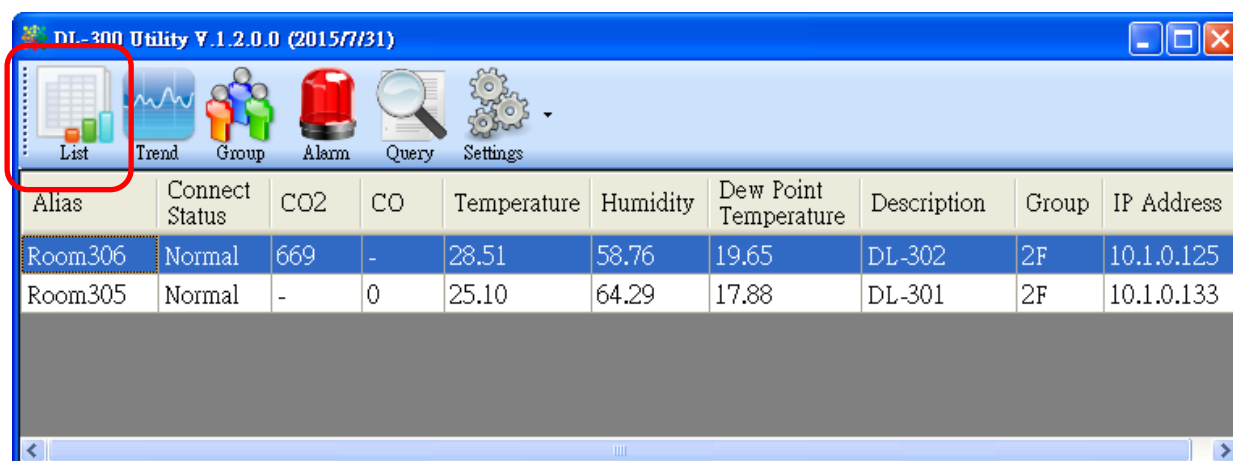 DL-300 Utility V.1.2.0.0 (2015/7/31)
List Trend Group Alarm Query Settings
Alias Connect Status CO2 CO Temperature Humidity Dew Point Temperature Description Group IP Address
Room306 Normal 669 - 28.51 58.76 19.65 DL-302 2F 10.1.0.125
Room305 Normal - 0 25.10 64.29 17.88 DL-301 2F 10.1.0.133